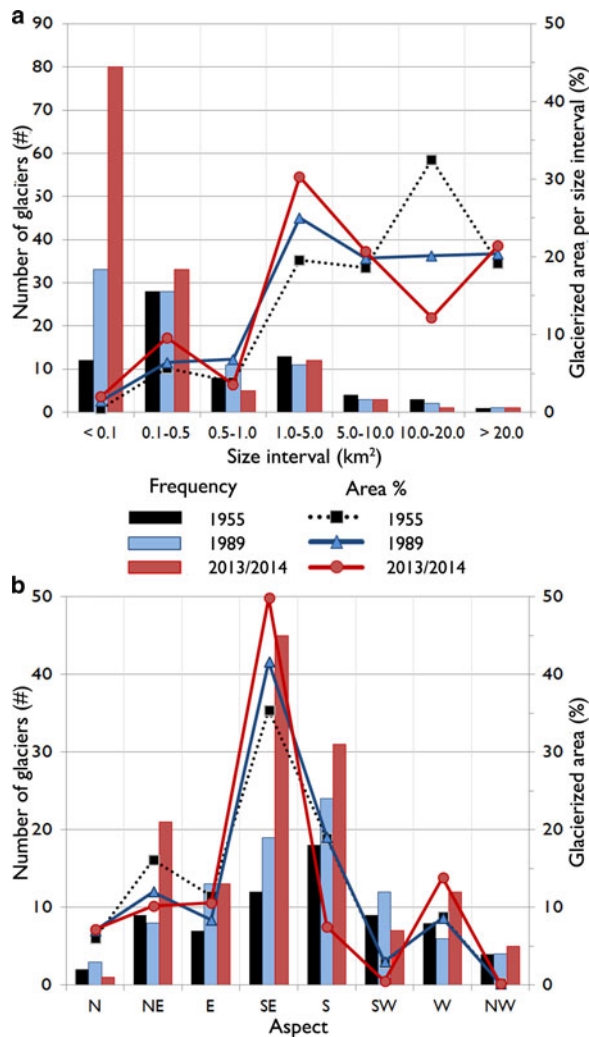 a
90 50
80
70 40
60
50 30
40
20
30
20 10
10
0 0
< 0.1 0.1-0.5 0.5-1.0 1.0-5.0 5.0-10.0 10.0-20.0 > 20.0
Number of glaciers (#)
Glacierized area per size interval (%)
Size interval (km²)
Frequency Area %
1955 1955
1989 1989
2013/2014 2013/2014
b
50 50
40 40
30 30
20 20
10 10
0 0
N NE E SE S SW W NW
Number of glaciers (#)
Glacierized area (%)
Aspect